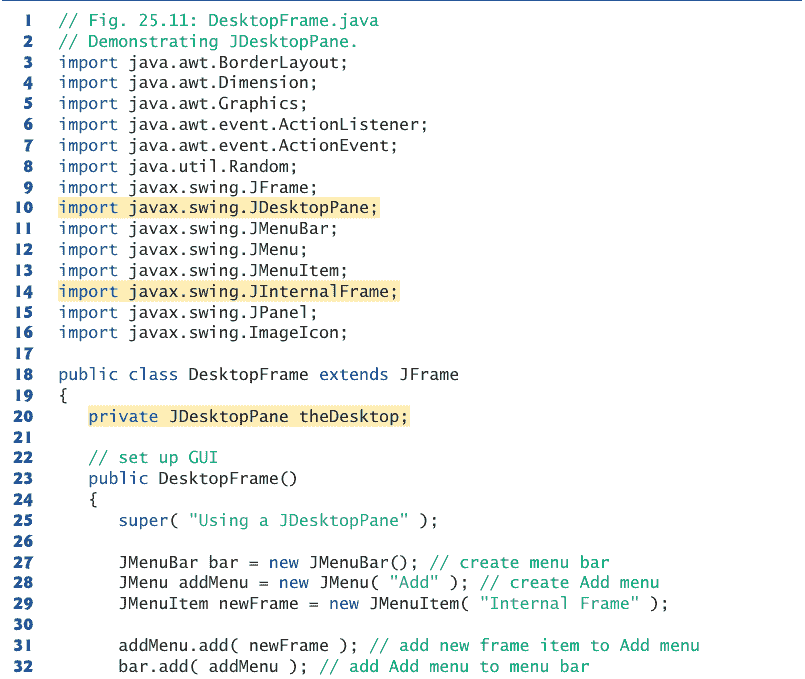 1 // Fig. 25.11: DesktopFrame.java
2 // Demonstrating JDesktopPane.
3 import java.awt.BorderLayout;
4 import java.awt.Dimension;
5 import java.awt.Graphics;
6 import java.awt.event.ActionListener;
7 import java.awt.event.ActionEvent;
8 import java.util.Random;
9 import javax.swing.JFrame;
10 import javax.swing.JDesktopPane;
11 import javax.swing.JMenuBar;
12 import javax.swing.JMenu;
13 import javax.swing.JMenuItem;
14 import javax.swing.JInternalFrame;
15 import javax.swing.JPanel;
16 import javax.swing.ImageIcon;
17
18 public class DesktopFrame extends JFrame
19 {
20    private JDesktopPane theDesktop;
21
22    // set up GUI
23    public DesktopFrame()
24    {
25       super( "Using a JDesktopPane" );
26
27       JMenuBar bar = new JMenuBar(); // create menu bar
28       JMenu addMenu = new JMenu( "Add" ); // create Add menu
29       JMenuItem newFrame = new JMenuItem( "Internal Frame" );
30
31       addMenu.add( newFrame ); // add new frame item to Add menu
32       bar.add( addMenu ); // add Add menu to menu bar